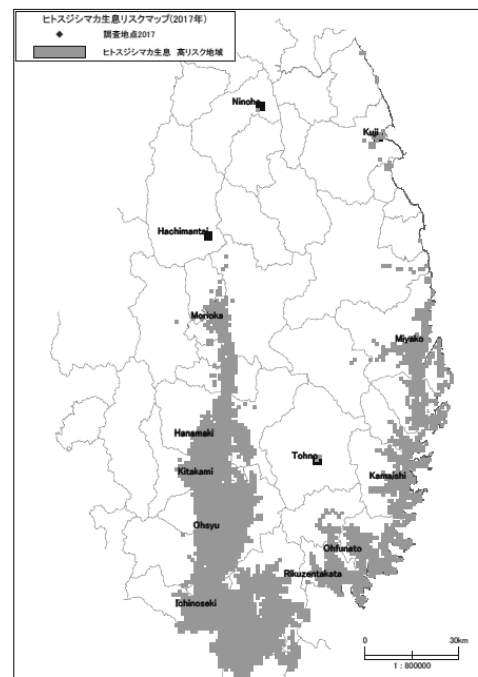 ヒトスジシマカ生息リスクマップ(2017年)
調査地点2017
ヒトスジシマカ生息 高リスク地域
Ninohe
Kuji
Hachimantai
Morioka
Miyako
Hanamaki
Tohno
Kitakami
Kamaishi
Ohsyu
Ohfunato
Rikuzentakata
Ichinoseki
0 30km
1:800000